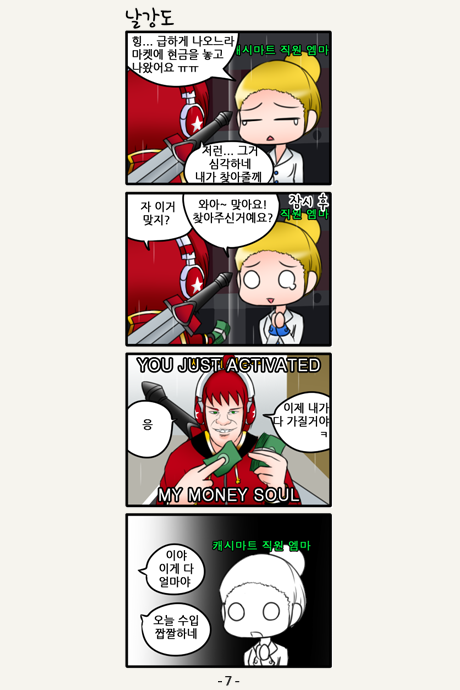 날강도
힝... 급하게 나오느라
마켓에 현금을 놓고
나왔어요 ㅠㅠ
캐시마트 직원 엠마
저런... 그거
심각하네
내가 찾아줄께
자 이거
맞지?
와아~ 맞아요!
찾아주신거예요?
잠시 후
직원 엠마
YOU JUST ACTIVATED
응
이제 내가
다 가질거야
ㅋ
MY MONEY SOUL
캐시마트 직원 엠마
이야
이게 다
얼마야
오늘 수입
짭짤하네
- 7 -